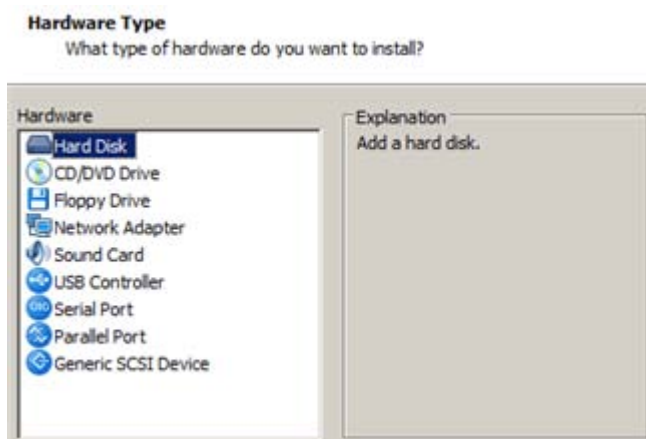 Hardware Type
What type of hardware do you want to install?
Hardware
Hard Disk
CD/DVD Drive
Floppy Drive
Network Adapter
Sound Card
USB Controller
Serial Port
Parallel Port
Generic SCSI Device
Explanation
Add a hard disk.